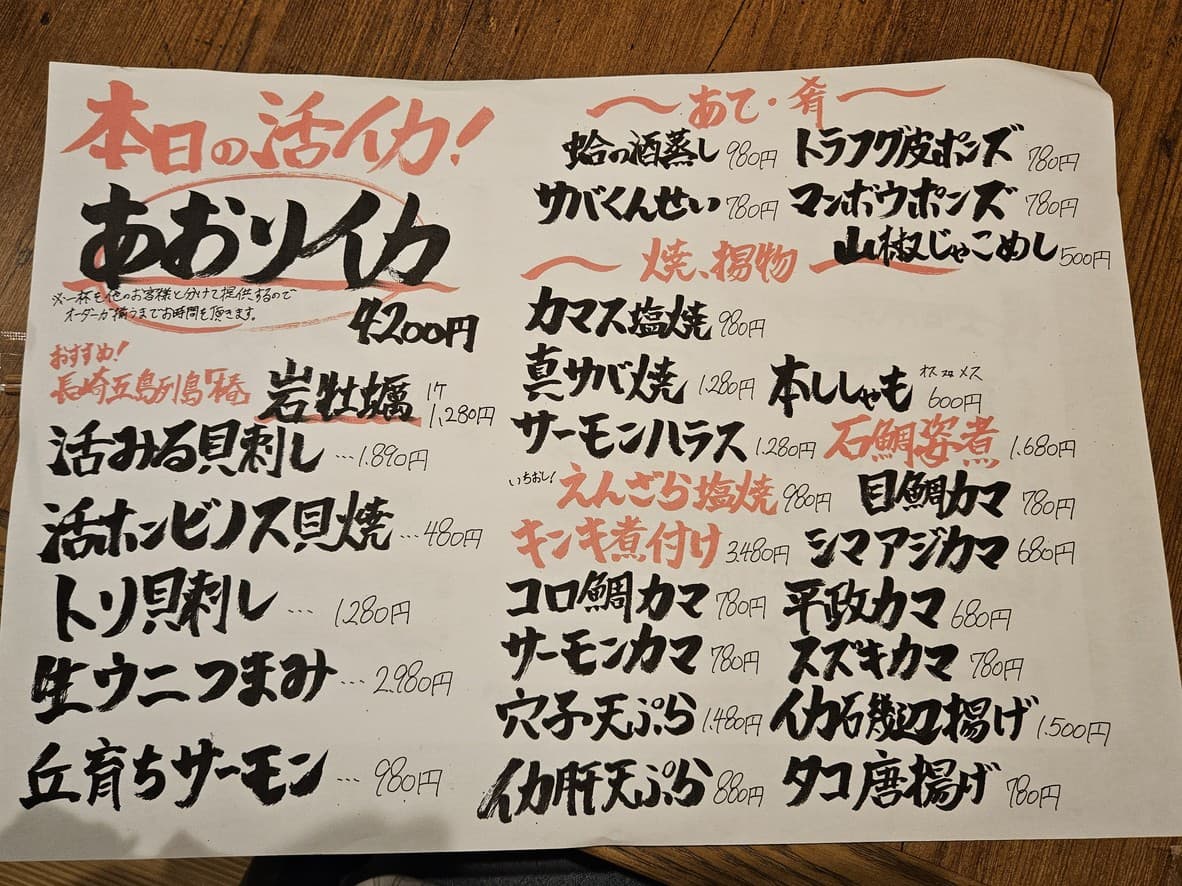 本日の活イカ!
あおりイカ
※一杯を他のお客様と分けて提供するので
オーダーが揃うまでお時間を頂きます。
4200円
おすすめ!
長崎五島列島「椿」 岩牡蠣 1ケ 1,280円
活みる貝刺し …1.890円
活ホンビノス貝焼 …480円
トリ貝刺し … 1.280円
生ウニつまみ … 2.980円
丘育ちサーモン … 980円
〜あて・肴〜
蛤の酒蒸し 980円 トラフグ皮ポンズ 780円
サバくんせい 780円 マンボウポンズ 780円
山椒じゃこめし 500円
〜焼、揚物〜
カマス塩焼 980円
真サバ焼 1.280円 本ししゃも オス メス 600円
サーモンハラス 1.280円 石鯛姿煮 1.680円
いちおし! えんざら塩焼 980円 目鯛カマ 780円
キンキ煮付け 3.480円 シマアジカマ 680円
コロ鯛カマ 780円 平政カマ 680円
サーモンカマ 780円 スズキカマ 780円
穴子天ぷら 1.480円 イカ磯辺揚げ 1.500円
イカ肝天ぷら 880円 タコ唐揚げ 780円